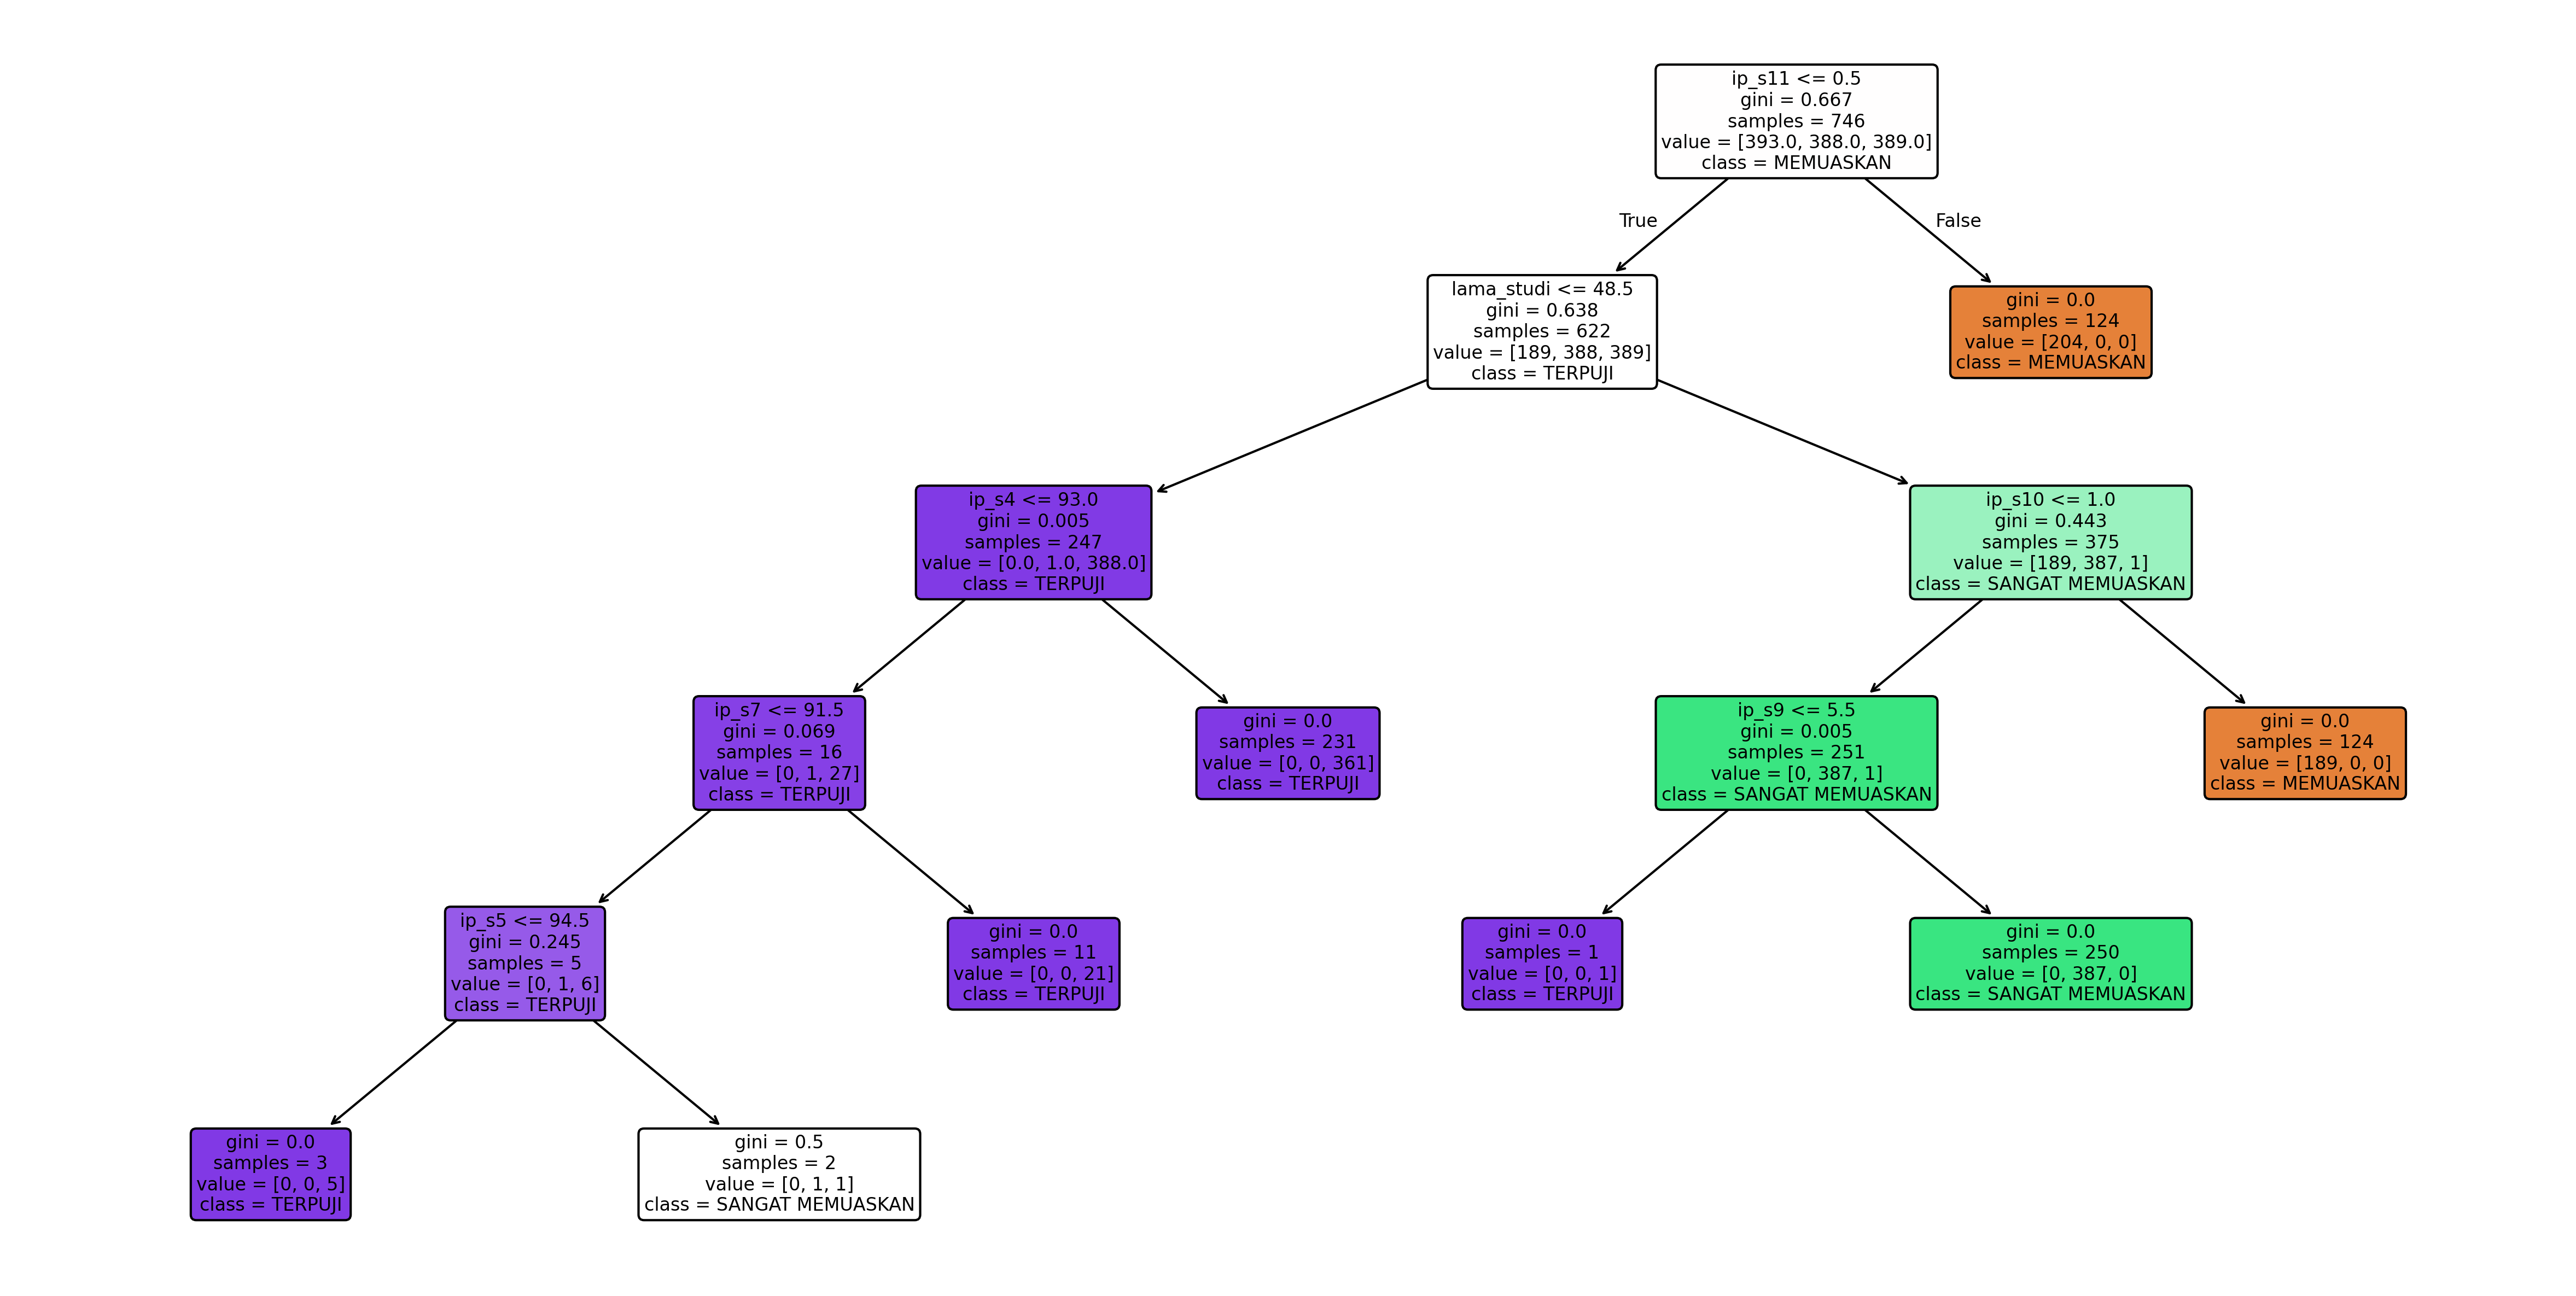 ip_s11 <= 0.5
gini = 0.667
samples = 746
value = [393.0, 388.0, 389.0]
class = MEMUASKAN
True
False
lama_studi <= 48.5
gini = 0.638
samples = 622
value = [189, 388, 389]
class = TERPUJI
gini = 0.0
samples = 124
value = [204, 0, 0]
class = MEMUASKAN
ip_s4 <= 93.0
gini = 0.005
samples = 247
value = [0.0, 1.0, 388.0]
class = TERPUJI
ip_s10 <= 1.0
gini = 0.443
samples = 375
value = [189, 387, 1]
class = SANGAT MEMUASKAN
ip_s7 <= 91.5
gini = 0.069
samples = 16
value = [0, 1, 27]
class = TERPUJI
gini = 0.0
samples = 231
value = [0, 0, 361]
class = TERPUJI
ip_s9 <= 5.5
gini = 0.005
samples = 251
value = [0, 387, 1]
class = SANGAT MEMUASKAN
gini = 0.0
samples = 124
value = [189, 0, 0]
class = MEMUASKAN
ip_s5 <= 94.5
gini = 0.245
samples = 5
value = [0, 1, 6]
class = TERPUJI
gini = 0.0
samples = 11
value = [0, 0, 21]
class = TERPUJI
gini = 0.0
samples = 1
value = [0, 0, 1]
class = TERPUJI
gini = 0.0
samples = 250
value = [0, 387, 0]
class = SANGAT MEMUASKAN
gini = 0.0
samples = 3
value = [0, 0, 5]
class = TERPUJI
gini = 0.5
samples = 2
value = [0, 1, 1]
class = SANGAT MEMUASKAN